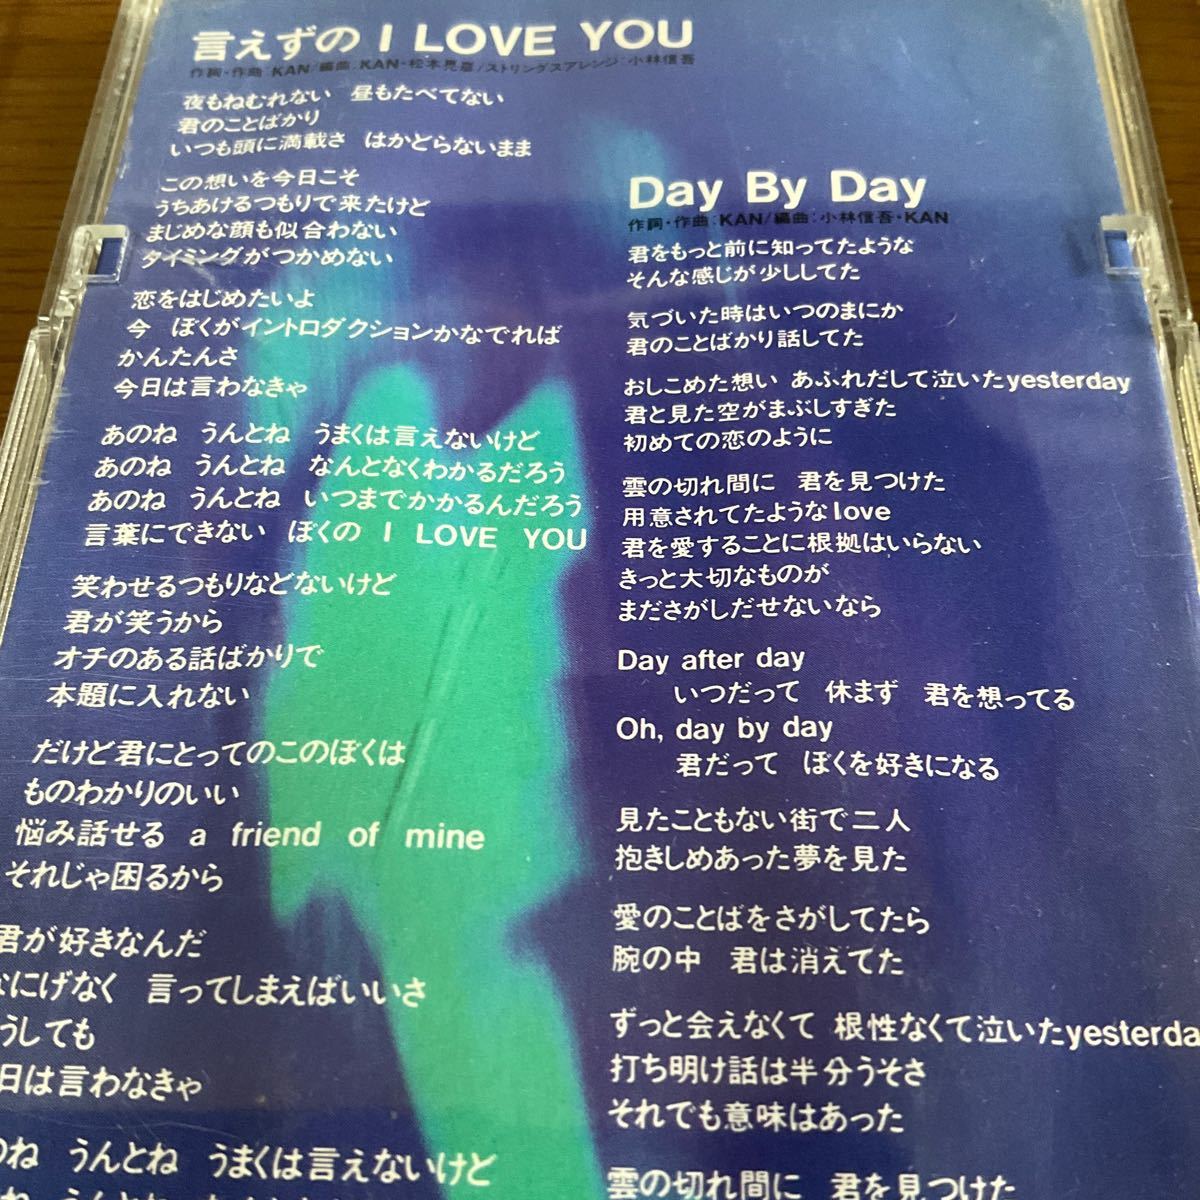 言えずの I LOVE YOU
作詞・作曲:KAN/編曲:KAN・松本晃彦/ストリングスアレンジ:小林信吾
夜もねむれない 昼もたべてない
君のことばかり
いつも頭に満載さ はかどらないまま
この想いを今日こそ
うちあけるつもりで来たけど
まじめな顔も似合わない
タイミングがつかめない
恋をはじめたいよ
今 ぼくがイントロダクションかなでれば
かんたんさ
今日は言わなきゃ
あのね うんとね うまくは言えないけど
あのね うんとね なんとなくわかるだろう
あのね うんとね いつまでかかるんだろう
言葉にできない ぼくの I LOVE YOU
笑わせるつもりなどないけど
君が笑うから
オチのある話ばかりで
本題に入れない
だけど君にとってのこのぼくは
ものわかりのいい
悩み話せる a friend of mine
それじゃ困るから
君が好きなんだ
なにげなく 言ってしまえばいいさ
うしても
日は言わなきゃ
のね うんとね うまくは言えないけど
Day By Day
作詞・作曲:KAN/編曲:小林信吾・KAN
君をもっと前に知ってたような
そんな感じが少ししてた
気づいた時はいつのまにか
君のことばかり話してた
おしこめた想い あふれだして泣いたyesterday
君と見た空がまぶしすぎた
初めての恋のように
雲の切れ間に 君を見つけた
用意されてたようなlove
君を愛することに根拠はいらない
きっと大切なものが
まださがしだせないなら
Day after day
いつだって 休まず 君を想ってる
Oh, day by day
君だって ぼくを好きになる
見たこともない街で二人
抱きしめあった夢を見た
愛のことばをさがしてたら
腕の中 君は消えてた
ずっと会えなくて 根性なくて泣いたyesterda
打ち明け話は半分うそさ
それでも意味はあった
雲の切れ間に 君を見つけた